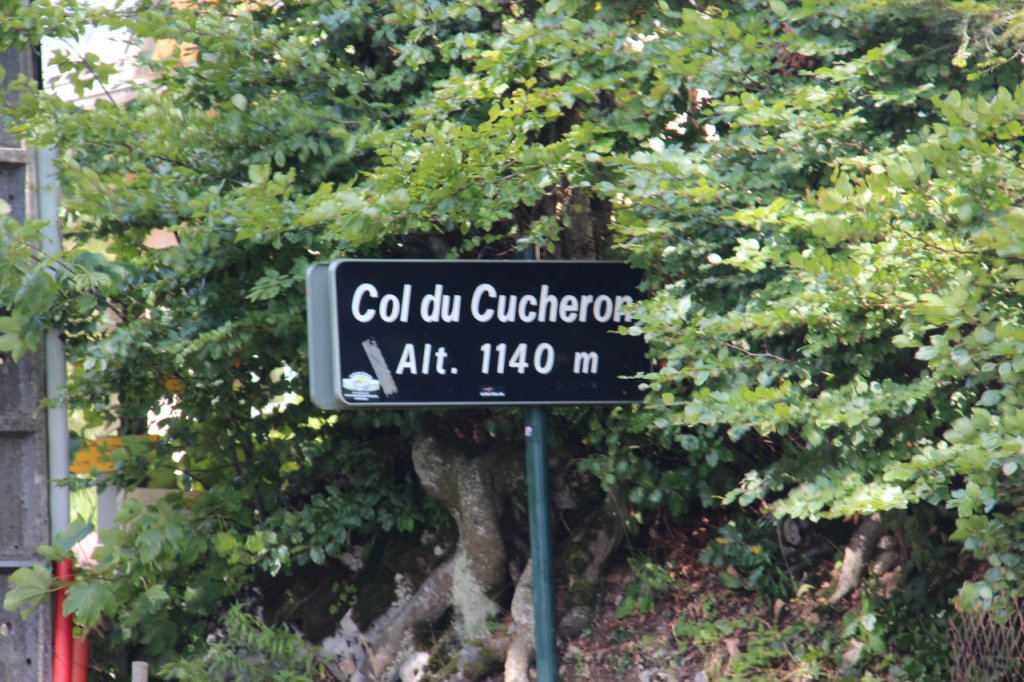 Col du Cucheron
Alt. 1140 m